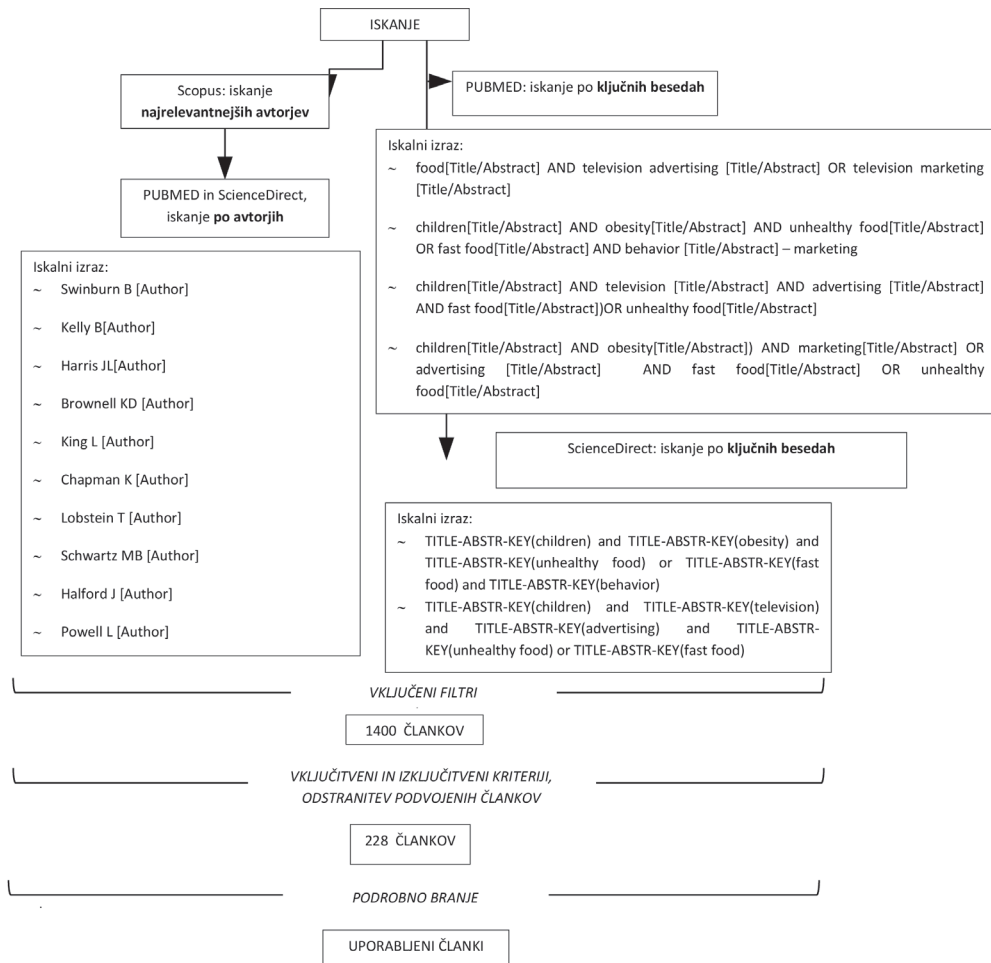 ISKANJE
Scopus: iskanje
najrelevantnejših avtorjev
PUBMED in ScienceDirect,
iskanje po avtorjih
Iskalni izraz:
~ Swinburn B [Author]
~ Kelly B[Author]
~ Harris JL[Author]
~ Brownell KD [Author]
~ King L [Author]
~ Chapman K [Author]
~ Lobstein T [Author]
~ Schwartz MB [Author]
~ Halford J [Author]
~ Powell L [Author]
PUBMED: iskanje po ključnih besedah
Iskalni izraz:
~ food[Title/Abstract] AND television advertising [Title/Abstract] OR television marketing
[Title/Abstract]
~ children[Title/Abstract] AND obesity[Title/Abstract] AND unhealthy food[Title/Abstract]
OR fast food[Title/Abstract] AND behavior [Title/Abstract] – marketing
~ children[Title/Abstract] AND television [Title/Abstract] AND advertising [Title/Abstract]
AND fast food[Title/Abstract])OR unhealthy food[Title/Abstract]
~ children[Title/Abstract] AND obesity[Title/Abstract]) AND marketing[Title/Abstract] OR
advertising [Title/Abstract] AND fast food[Title/Abstract] OR unhealthy
food[Title/Abstract]
ScienceDirect: iskanje po ključnih besedah
Iskalni izraz:
~ TITLE-ABSTR-KEY(children) and TITLE-ABSTR-KEY(obesity) and
TITLE-ABSTR-KEY(unhealthy food) or TITLE-ABSTR-KEY(fast
food) and TITLE-ABSTR-KEY(behavior)
~ TITLE-ABSTR-KEY(children) and TITLE-ABSTR-KEY(television)
and TITLE-ABSTR-KEY(advertising) and TITLE-ABSTR-
KEY(unhealthy food) or TITLE-ABSTR-KEY(fast food)
VKLJUČENI FILTRI
1400 ČLANKOV
VKLJUČITVENI IN IZKLJUČITVENI KRITERIJI,
ODSTRANITEV PODVOJENIH ČLANKOV
228 ČLANKOV
PODROBNO BRANJE
UPORABLJENI ČLANKI